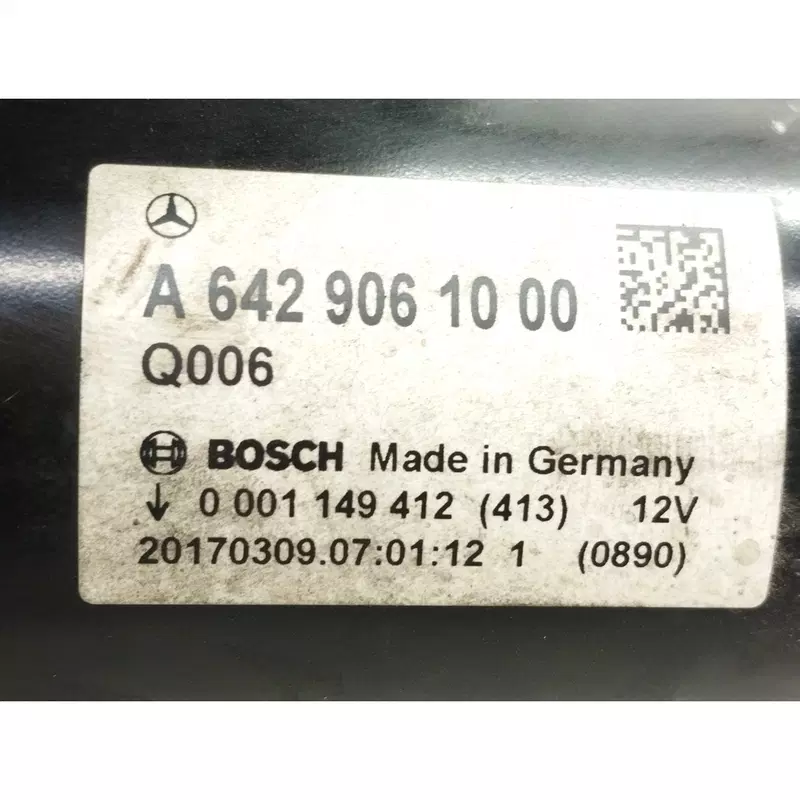 A 642 906 10 00
Q006
BOSCH Made in Germany
↓ 0 001 149 412 (413) 12V
20170309.07:01:12 1 (0890)